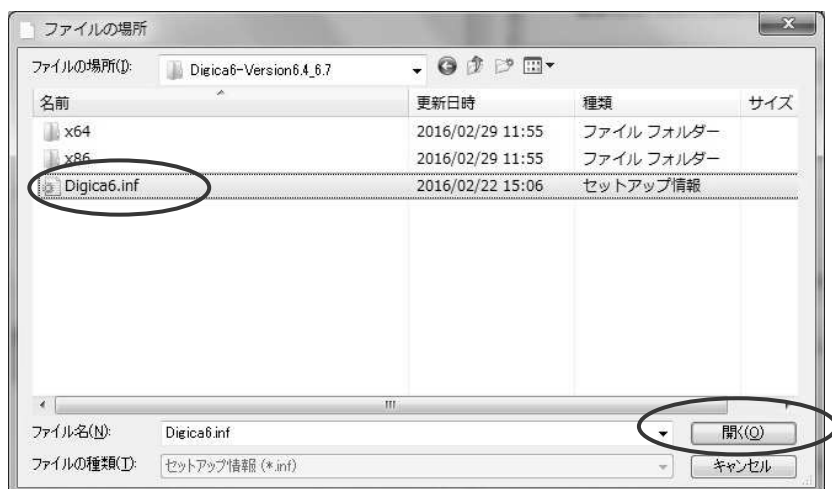 ファイルの場所
ファイルの場所(I): Digica6-Version6.4_6.7
名前 更新日時 種類 サイズ
x64 2016/02/29 11:55 ファイル フォルダー
x86 2016/02/29 11:55 ファイル フォルダー
Digica6.inf 2016/02/22 15:06 セットアップ情報
ファイル名(N): Digica6.inf 開く(O)
ファイルの種類(T): セットアップ情報 (*.inf) キャンセル